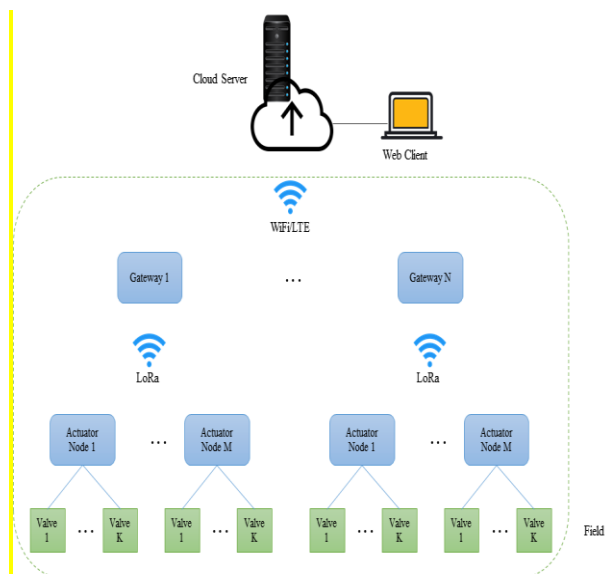 Cloud Server
Web Client
WiFi/LTE
Gateway 1
...
Gateway N
LoRa
LoRa
Actuator
Node 1
...
Actuator
Node M
Actuator
Node 1
...
Actuator
Node M
Valve
1
...
Valve
K
Valve
1
...
Valve
K
Valve
1
...
Valve
K
Valve
1
...
Valve
K
Field